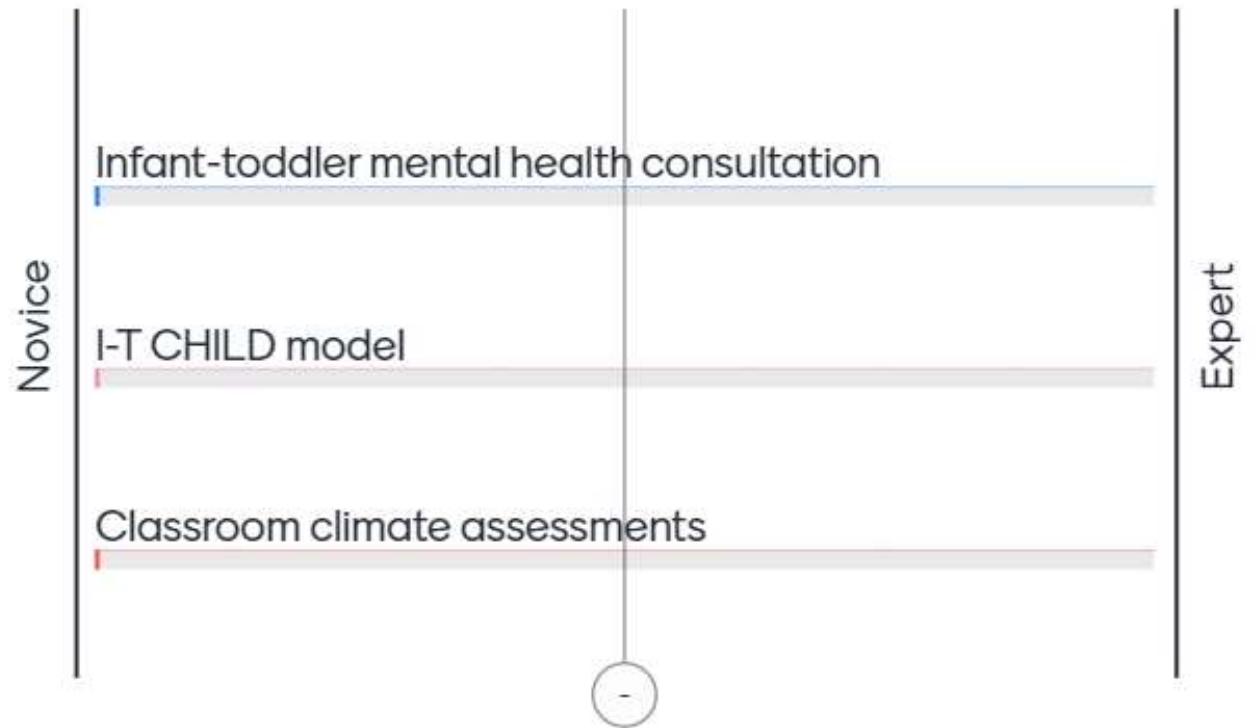 Infant-toddler mental health consultation
Novice
I-T CHILD model
Expert
Classroom climate assessments
-